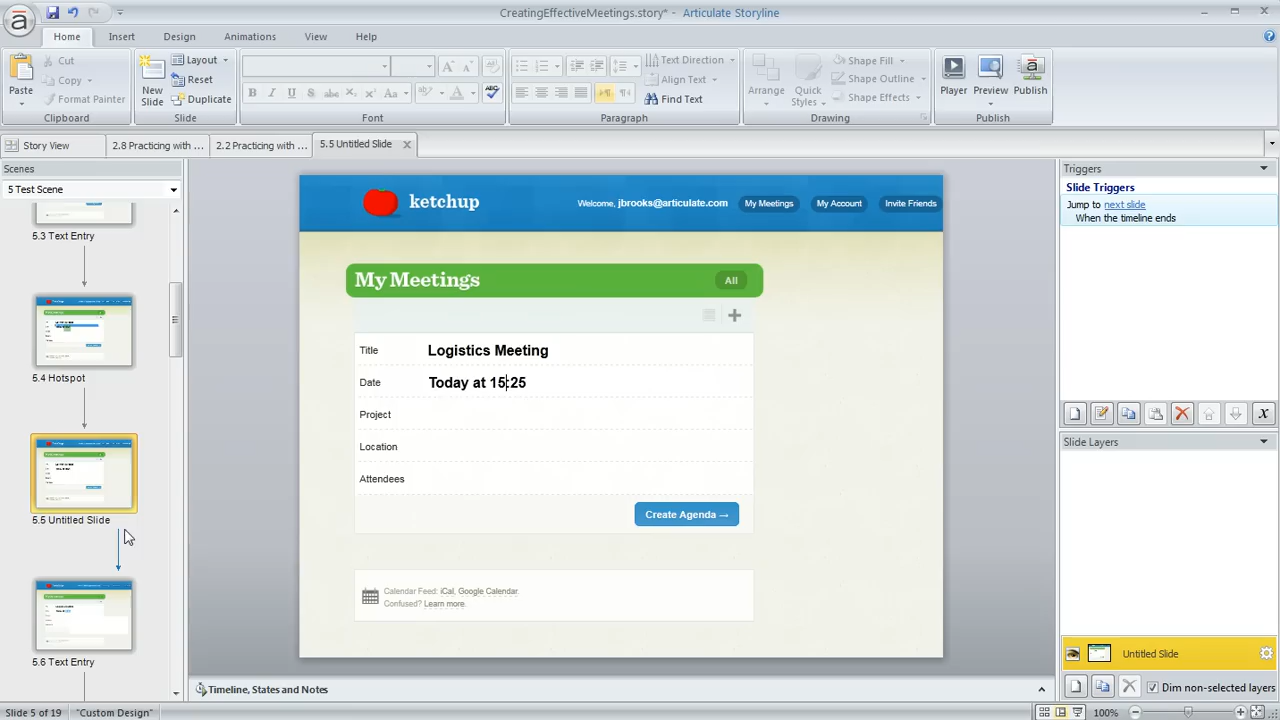 CreatingEffectiveMeetings.story* - Articulate Storyline
Home Insert Design Animations View Help
Paste
Cut
Copy
Format Painter
Clipboard
New Slide
Layout
Reset
Duplicate
Slide
B I U S abc Aa
ABC
Font
Text Direction
Align Text
Find Text
Paragraph
Arrange
Quick Styles
Shape Fill
Shape Outline
Shape Effects
Drawing
Player
Preview
Publish
Publish
Story View
2.8 Practicing with ...
2.2 Practicing with ...
5.5 Untitled Slide
Scenes
5 Test Scene
5.3 Text Entry
5.4 Hotspot
5.5 Untitled Slide
5.6 Text Entry
ketchup
Welcome, jbrooks@articulate.com
My Meetings
My Account
Invite Friends
My Meetings
All
Title Logistics Meeting
Date Today at 15:25
Project
Location
Attendees
Create Agenda →
Calendar Feed: iCal, Google Calendar.
Confused? Learn more.
Timeline, States and Notes
Triggers
Slide Triggers
Jump to next slide
When the timeline ends
Slide Layers
Untitled Slide
Dim non-selected layers
Slide 5 of 19
"Custom Design"
100%